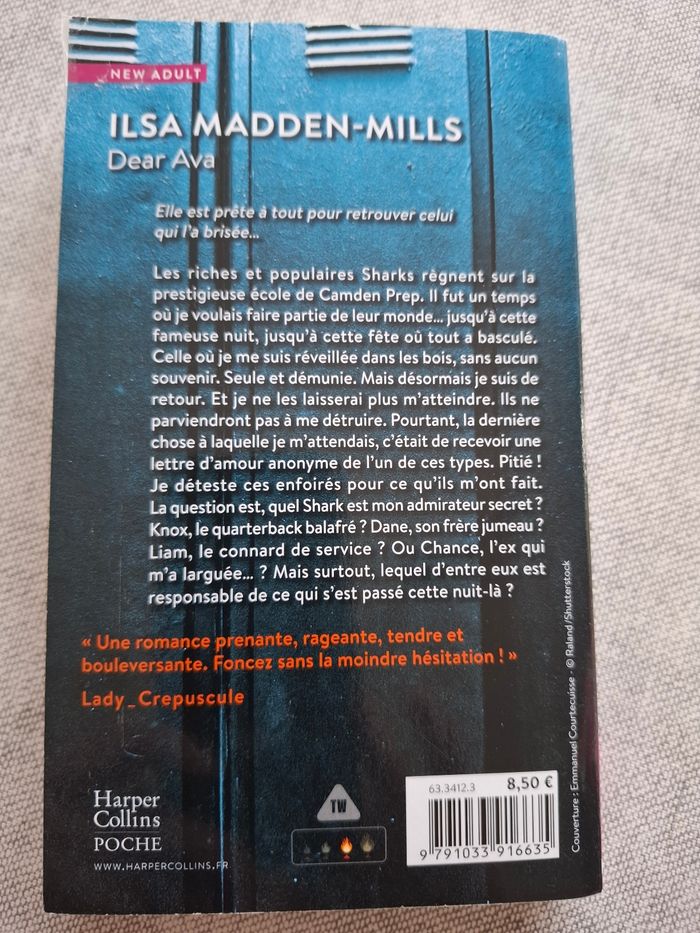 NEW ADULT
ILSA MADDEN-MILLS
Dear Ava
Elle est prête à tout pour retrouver celui
qui l'a brisée...
Les riches et populaires Sharks règnent sur la
prestigieuse école de Camden Prep. Il fut un temps
où je voulais faire partie de leur monde... jusqu'à cette
fameuse nuit, jusqu'à cette fête où tout a basculé.
Celle où je me suis réveillée dans les bois, sans aucun
souvenir. Seule et démunie. Mais désormais je suis de
retour. Et je ne les laisserai plus m'atteindre. Ils ne
parviendront pas à me détruire. Pourtant, la dernière
chose à laquelle je m'attendais, c'était de recevoir une
lettre d'amour anonyme de l'un de ces types. Pitié !
Je déteste ces enfoirés pour ce qu'ils m'ont fait.
La question est, quel Shark est mon admirateur secret ?
Knox, le quarterback balafré ? Dane, son frère jumeau ?
Liam, le connard de service ? Ou Chance, l'ex qui
m'a larguée... ? Mais surtout, lequel d'entre eux est
responsable de ce qui s'est passé cette nuit-là ?
« Une romance prenante, rageante, tendre et
bouleversante. Foncez sans la moindre hésitation ! »
Lady_Crepuscule
Harper
Collins
POCHE
WWW.HARPERCOLLINS.FR
TW
63.3412.3
8,50 €
9 791033 916635
Couverture : Emmanuel Courtecuisse - © Raland/Shutterstock